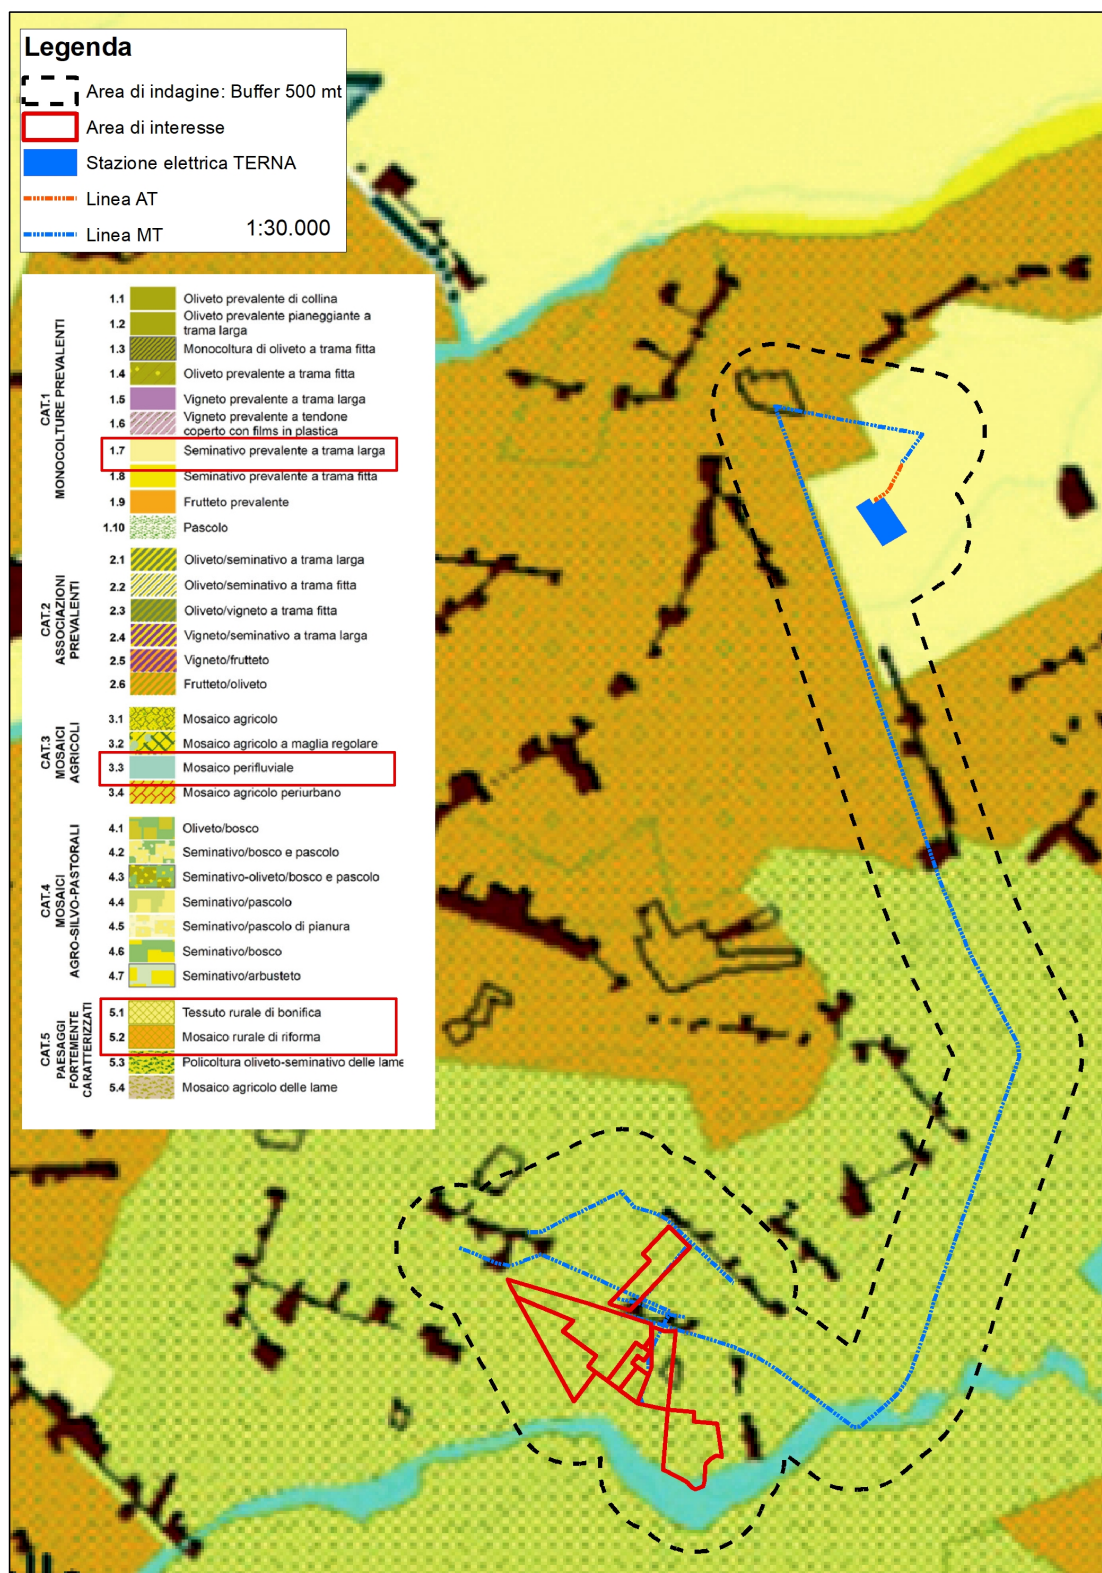 Legenda
Area di indagine: Buffer 500 mt
Area di interesse
Stazione elettrica TERNA
Linea AT
Linea MT
1:30.000
CAT.1
MONOCOLTURE PREVALENTI
1.1 Oliveto prevalente di collina
1.2 Oliveto prevalente pianeggiante a
trama larga
1.3 Monocoltura di oliveto a trama fitta
1.4 Oliveto prevalente a trama fitta
1.5 Vigneto prevalente a trama larga
1.6 Vigneto prevalente a tendone
coperto con films in plastica
1.7 Seminativo prevalente a trama larga
1.8 Seminativo prevalente a trama fitta
1.9 Frutteto prevalente
1.10 Pascolo
CAT.2
ASSOCIAZIONI
PREVALENTI
2.1 Oliveto/seminativo a trama larga
2.2 Oliveto/seminativo a trama fitta
2.3 Oliveto/vigneto a trama fitta
2.4 Vigneto/seminativo a trama larga
2.5 Vigneto/frutteto
2.6 Frutteto/oliveto
CAT.3
MOSAICI
AGRICOLI
3.1 Mosaico agricolo
3.2 Mosaico agricolo a maglia regolare
3.3 Mosaico perifluviale
3.4 Mosaico agricolo periurbano
CAT.4
MOSAICI
AGRO-SILVO-PASTORALI
4.1 Oliveto/bosco
4.2 Seminativo/bosco e pascolo
4.3 Seminativo-oliveto/bosco e pascolo
4.4 Seminativo/pascolo
4.5 Seminativo/pascolo di pianura
4.6 Seminativo/bosco
4.7 Seminativo/arbusteto
CAT.5
PAESAGGI
FORTEMENTE
CARATTERIZZATI
5.1 Tessuto rurale di bonifica
5.2 Mosaico rurale di riforma
5.3 Policoltura oliveto-seminativo delle lame
5.4 Mosaico agricolo delle lame